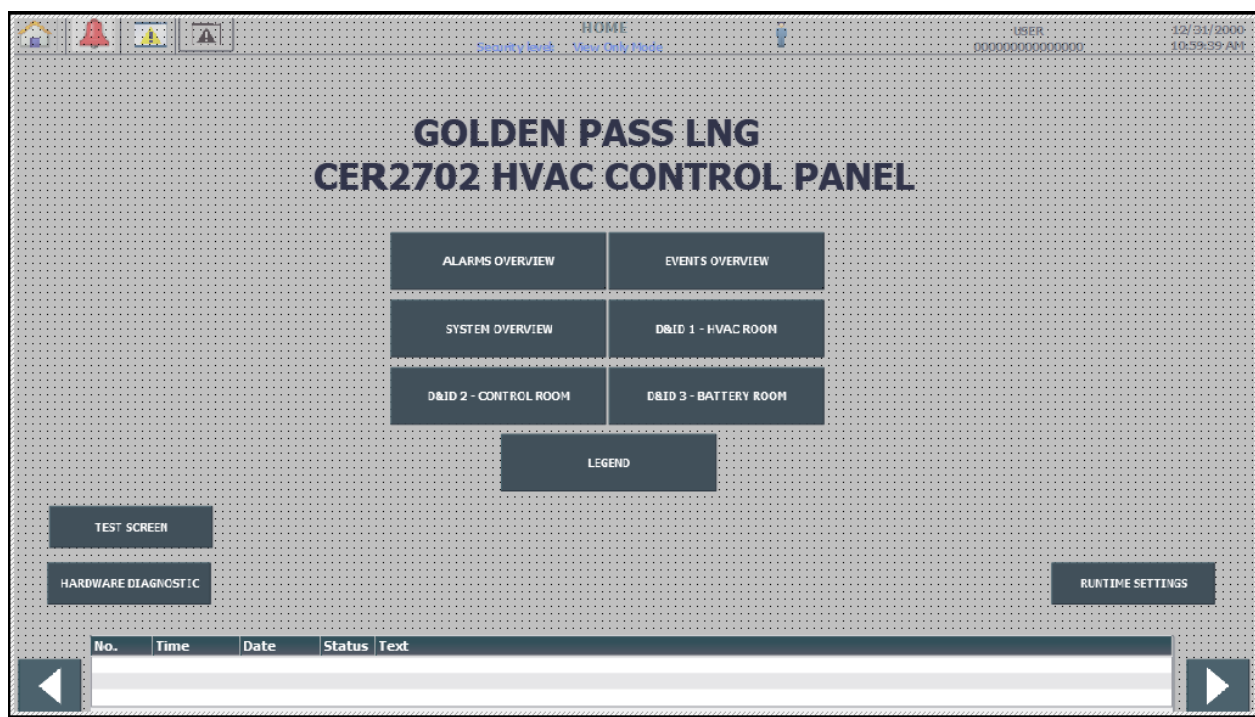 HOME
Security level View Only Mode
USER
000000000000000
12/31/2000
10:59:39 AM
GOLDEN PASS LNG
CER2702 HVAC CONTROL PANEL
ALARMS OVERVIEW
EVENTS OVERVIEW
SYSTEM OVERVIEW
D&ID 1 - HVAC ROOM
D&ID 2 - CONTROL ROOM
D&ID 3 - BATTERY ROOM
LEGEND
TEST SCREEN
HARDWARE DIAGNOSTIC
RUNTIME SETTINGS
No. Time Date Status Text